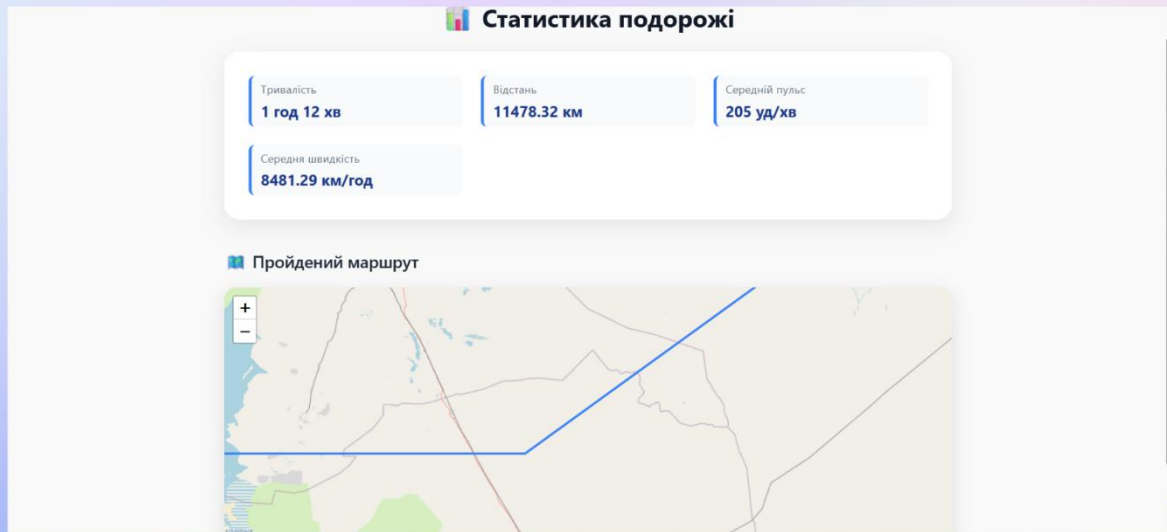 Статистика подорожі
Тривалість
1 год 12 хв
Відстань
11478.32 км
Середній пульс
205 уд/хв
Середня швидкість
8481.29 км/год
Пройдений маршрут
+
−